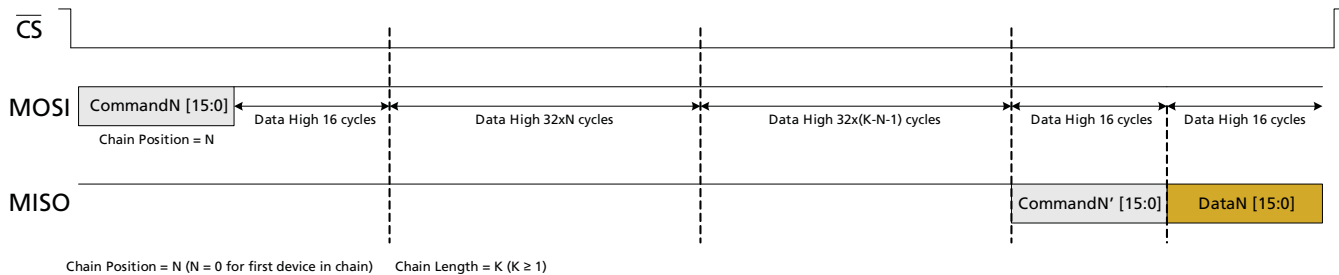 CS
MOSI
CommandN [15:0]
Data High 16 cycles
Data High 32xN cycles
Data High 32x(K-N-1) cycles
Data High 16 cycles
Data High 16 cycles
Chain Position = N
MISO
CommandN’ [15:0]
DataN [15:0]
Chain Position = N (N = 0 for first device in chain)
Chain Length = K (K ≥ 1)